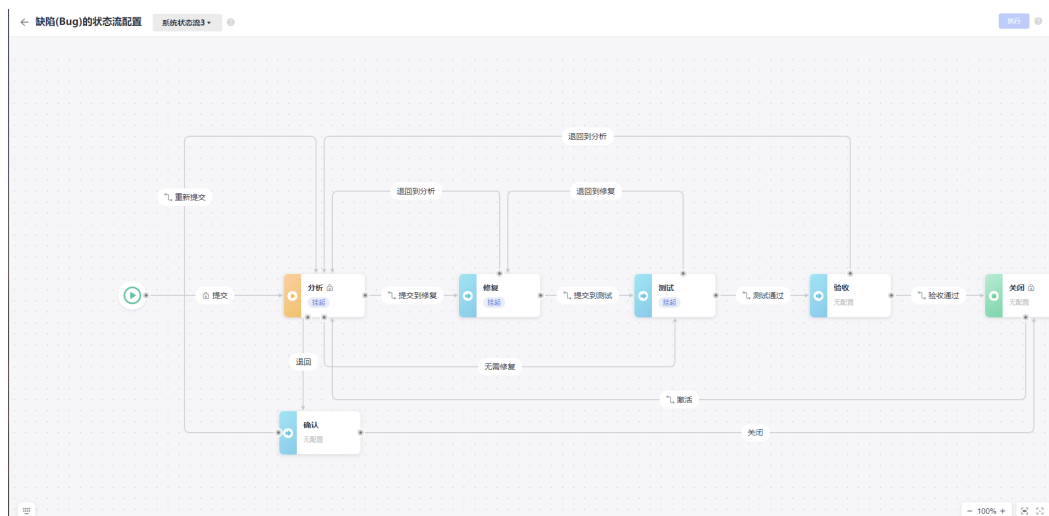 缺陷(Bug)的状态流配置
系统状态流3
执行
退回到分析
重新提交
退回到分析
退回到修复
提交
分析
挂起
提交到修复
修复
挂起
提交到测试
测试
挂起
测试通过
验收
无配置
验收通过
关闭
无配置
退回
无需修复
激活
确认
无配置
关闭
100%